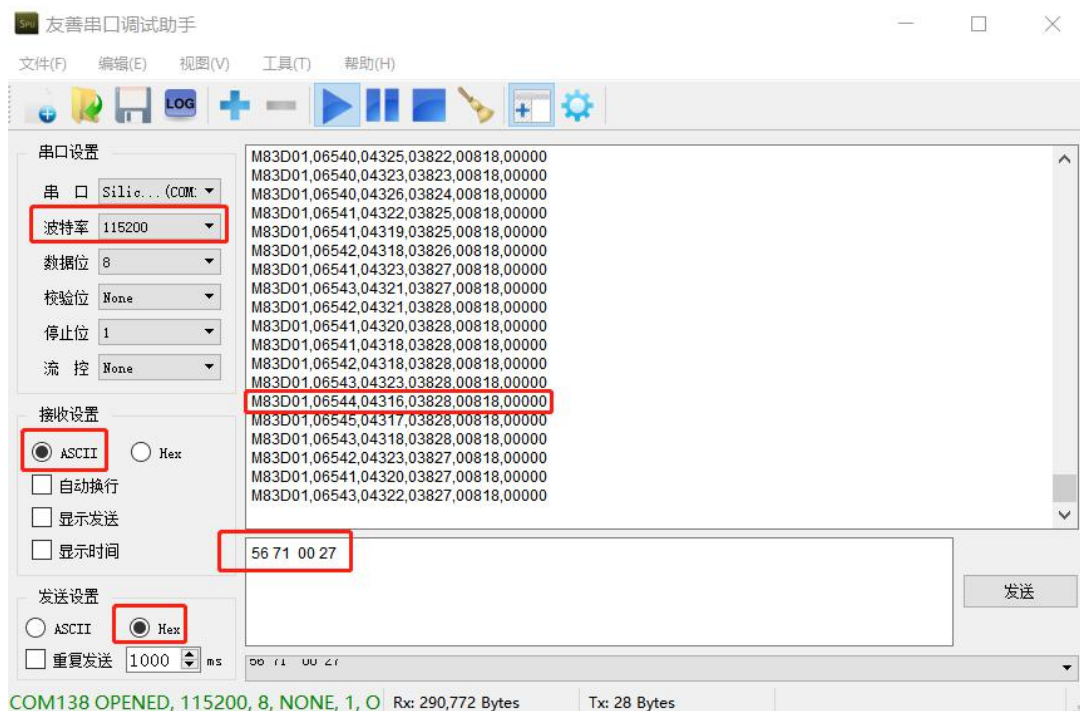 友善串口调试助手
文件(F) 编辑(E) 视图(V) 工具(T) 帮助(H)
LOG
串口设置
串 口 Silic...(COM:
波特率 115200
数据位 8
校验位 None
停止位 1
流 控 None
接收设置
ASCII Hex
自动换行
显示发送
显示时间
发送设置
ASCII Hex
重复发送 1000 ms
M83D01,06540,04325,03822,00818,00000
M83D01,06540,04323,03823,00818,00000
M83D01,06540,04326,03824,00818,00000
M83D01,06541,04322,03825,00818,00000
M83D01,06541,04319,03825,00818,00000
M83D01,06542,04318,03826,00818,00000
M83D01,06541,04323,03827,00818,00000
M83D01,06543,04321,03827,00818,00000
M83D01,06542,04321,03828,00818,00000
M83D01,06541,04320,03828,00818,00000
M83D01,06541,04318,03828,00818,00000
M83D01,06542,04318,03828,00818,00000
M83D01,06543,04323,03828,00818,00000
M83D01,06544,04316,03828,00818,00000
M83D01,06545,04317,03828,00818,00000
M83D01,06543,04318,03828,00818,00000
M83D01,06542,04323,03827,00818,00000
M83D01,06541,04320,03827,00818,00000
M83D01,06543,04322,03827,00818,00000
56 71 00 27
发送
56 71 00 27
COM138 OPENED, 115200, 8, NONE, 1, O Rx: 290,772 Bytes Tx: 28 Bytes